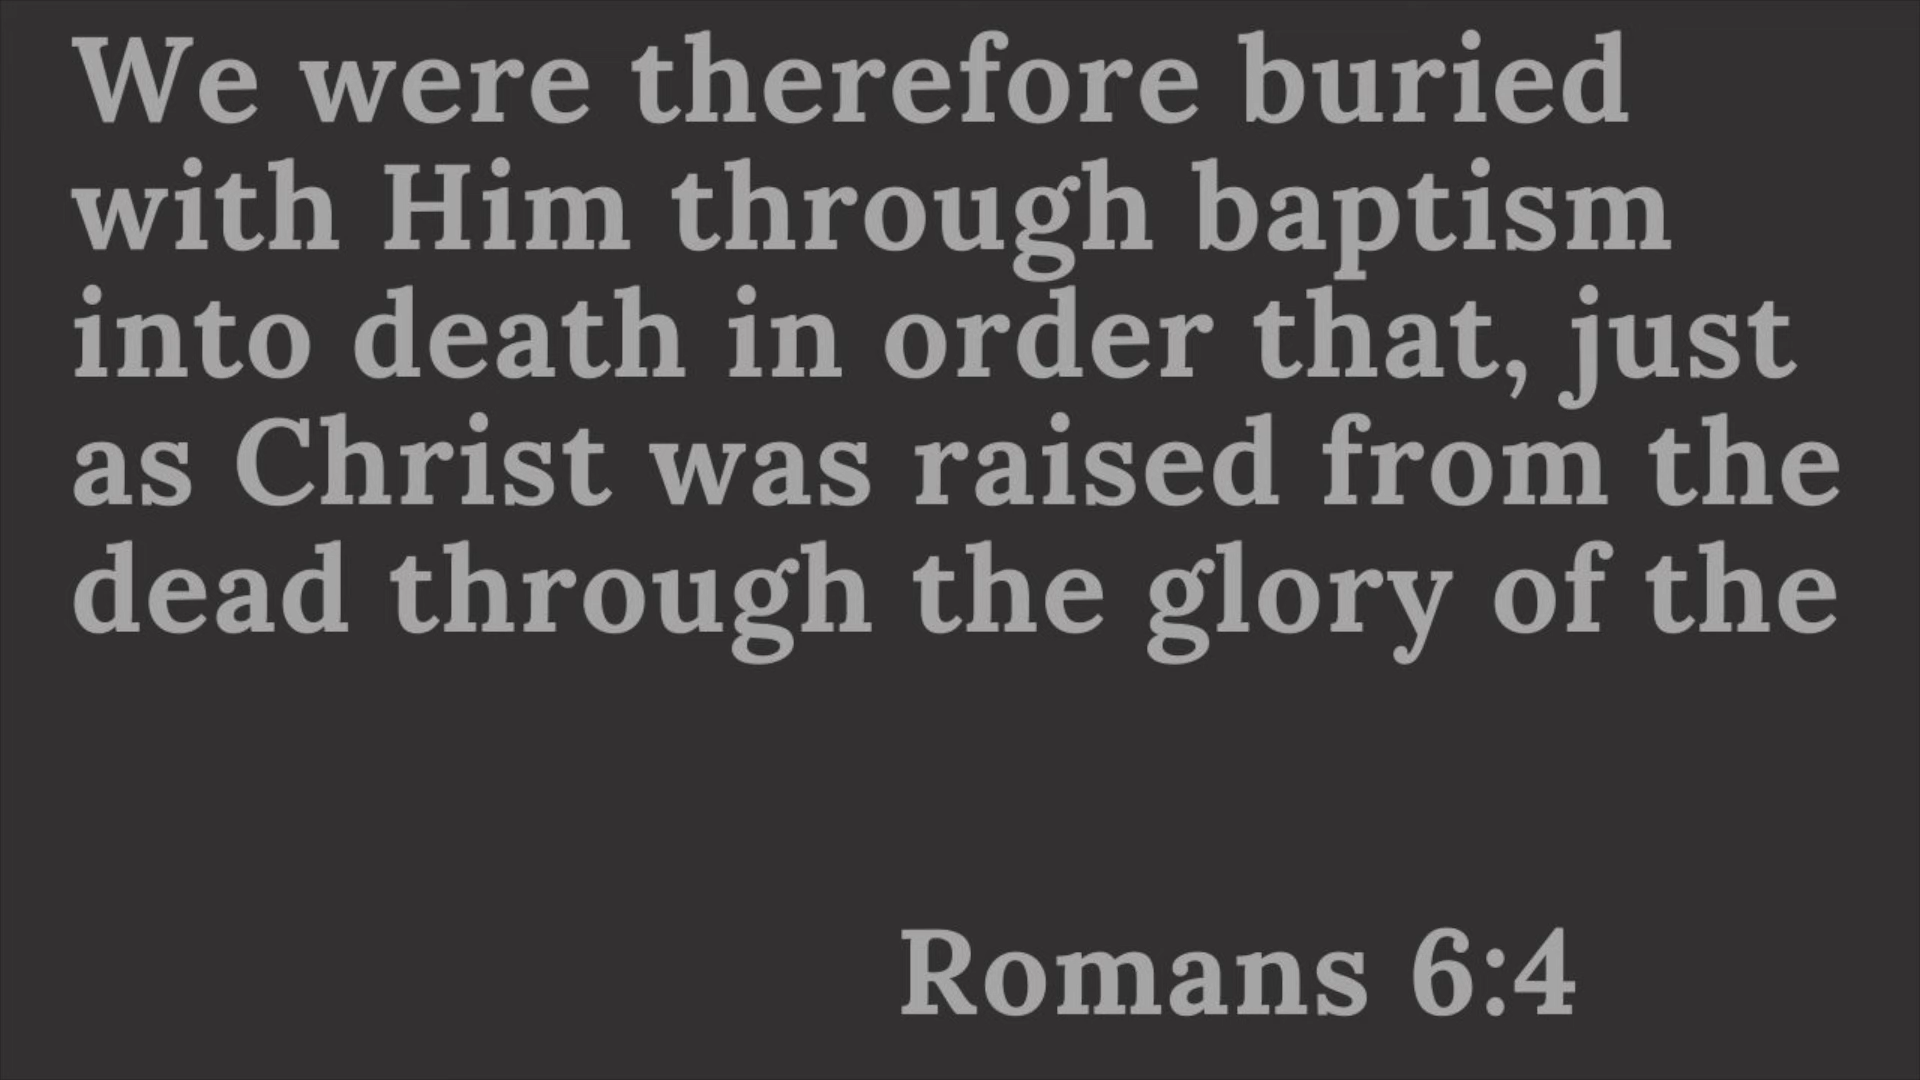 We were therefore buried
with Him through baptism
into death in order that, just
as Christ was raised from the
dead through the glory of the
Romans 6:4